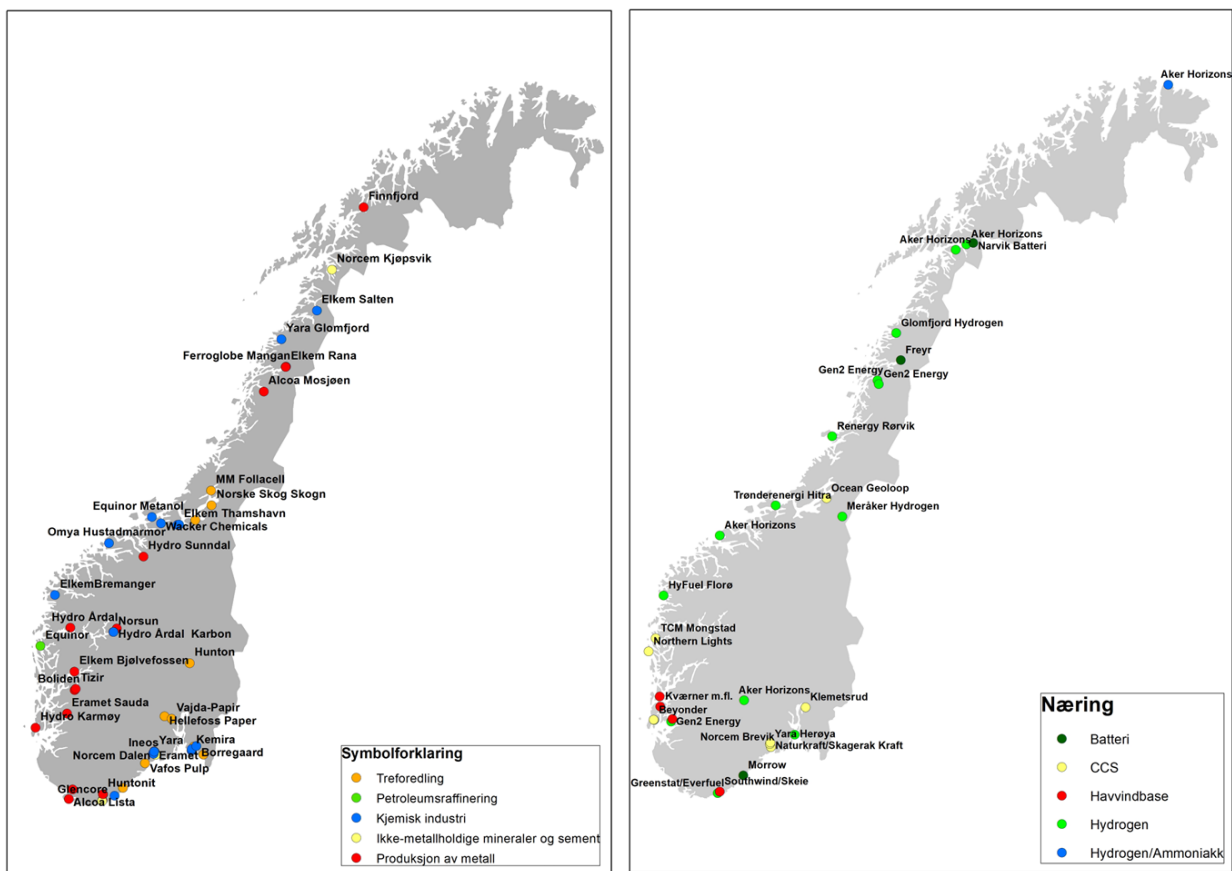 Finnfjord
Norcem Kjøpsvik
Elkem Salten
Yara Glomfjord
Ferroglobe Mangan
Elkem Rana
Alcoa Mosjøen
MM Follacell
Norske Skog Skogn
Equinor Metanol
Elkem Thamshavn
Wacker Chemicals
Omya Hustadmarmor
Hydro Sunndal
ElkemBremanger
Hydro Årdal
Norsun
Hydro Årdal Karbon
Equinor
Hunton
Elkem Bjølvefossen
Boliden
Tizir
Eramet Sauda
Vajda-Papir
Hellefoss Paper
Hydro Karmøy
Ineos
Yara
Kemira
Norcem Dalen
Eramet
Borregaard
Vafos Pulp
Glencore
Huntonit
Alcoa Lista
Symbolforklaring
Treforedling
Petroleumsraffinering
Kjemisk industri
Ikke-metallholdige mineraler og sement
Produksjon av metall
Aker Horizons
Aker Horizons
Aker Horizons
Narvik Batteri
Glomfjord Hydrogen
Freyr
Gen2 Energy
Gen2 Energy
Renergy Rørvik
Ocean Geoloop
Trønderenergi Hitra
Meråker Hydrogen
Aker Horizons
HyFuel Florø
TCM Mongstad
Northern Lights
Aker Horizons
Kværner m.fl.
Klemetsrud
Beyonder
Gen2 Energy
Yara Herøya
Norcem Brevik
Naturkraft/Skagerak Kraft
Morrow
Greenstat/Everfuel
Southwind/Skeie
Næring
Batteri
CCS
Havvindbase
Hydrogen
Hydrogen/Ammoniakk